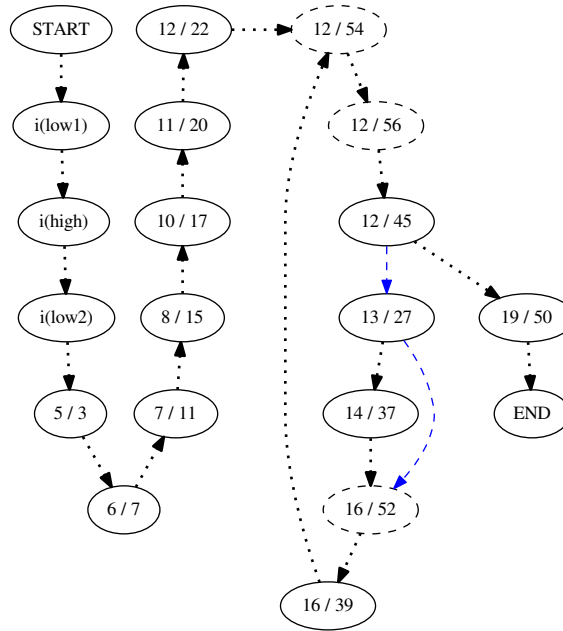 START
i(low1)
i(high)
i(low2)
5 / 3
6 / 7
7 / 11
8 / 15
10 / 17
11 / 20
12 / 22
12 / 54
12 / 56
12 / 45
13 / 27
14 / 37
16 / 52
16 / 39
19 / 50
END